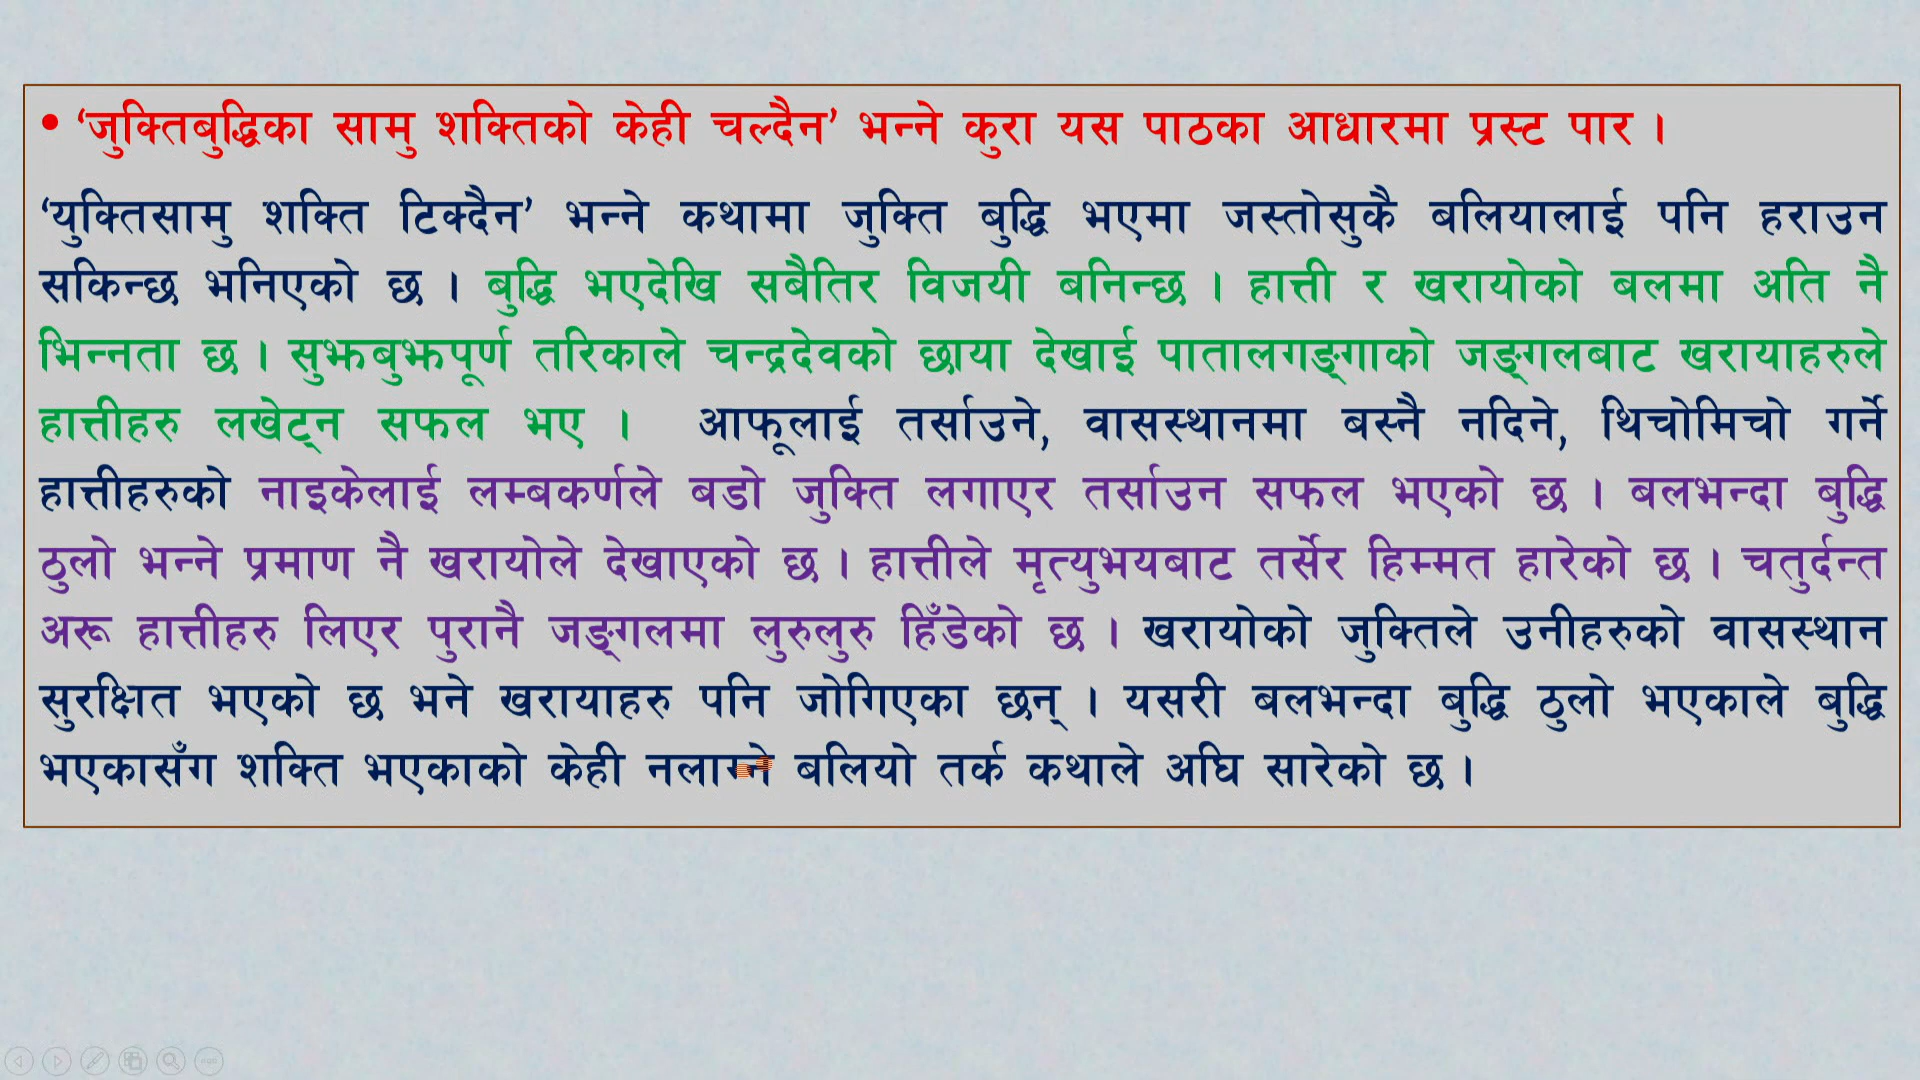 • ‘जुक्तिबुद्धिका सामु शक्तिको केही चल्दैन’ भन्ने कुरा यस पाठका आधारमा प्रस्ट पार ।
‘युक्तिसामु शक्ति टिक्दैन’ भन्ने कथामा जुक्ति बुद्धि भएमा जस्तोसुकै बलियालाई पनि हराउन
सकिन्छ भनिएको छ । बुद्धि भएदेखि सबैतिर विजयी बनिन्छ । हात्ती र खरायोको बलमा अति नै
भिन्नता छ । सुझबुझपूर्ण तरिकाले चन्द्रदेवको छाया देखाई पातालगङ्गाको जङ्गलबाट खरायाहरुले
हात्तीहरु लखेट्न सफल भए । आफूलाई तर्साउने, वासस्थानमा बस्नै नदिने, थिचोमिचो गर्ने
हात्तीहरुको नाइकेलाई लम्बकर्णले बडो जुक्ति लगाएर तर्साउन सफल भएको छ । बलभन्दा बुद्धि
ठुलो भन्ने प्रमाण नै खरायोले देखाएको छ । हात्तीले मृत्युभयबाट तर्सेर हिम्मत हारेको छ । चतुर्दन्त
अरू हात्तीहरु लिएर पुरानै जङ्गलमा लुरुलुरु हिँडेको छ । खरायोको जुक्तिले उनीहरुको वासस्थान
सुरक्षित भएको छ भने खरायाहरु पनि जोगिएका छन् । यसरी बलभन्दा बुद्धि ठुलो भएकाले बुद्धि
भएकासँग शक्ति भएकाको केही नलाग्ने बलियो तर्क कथाले अघि सारेको छ ।